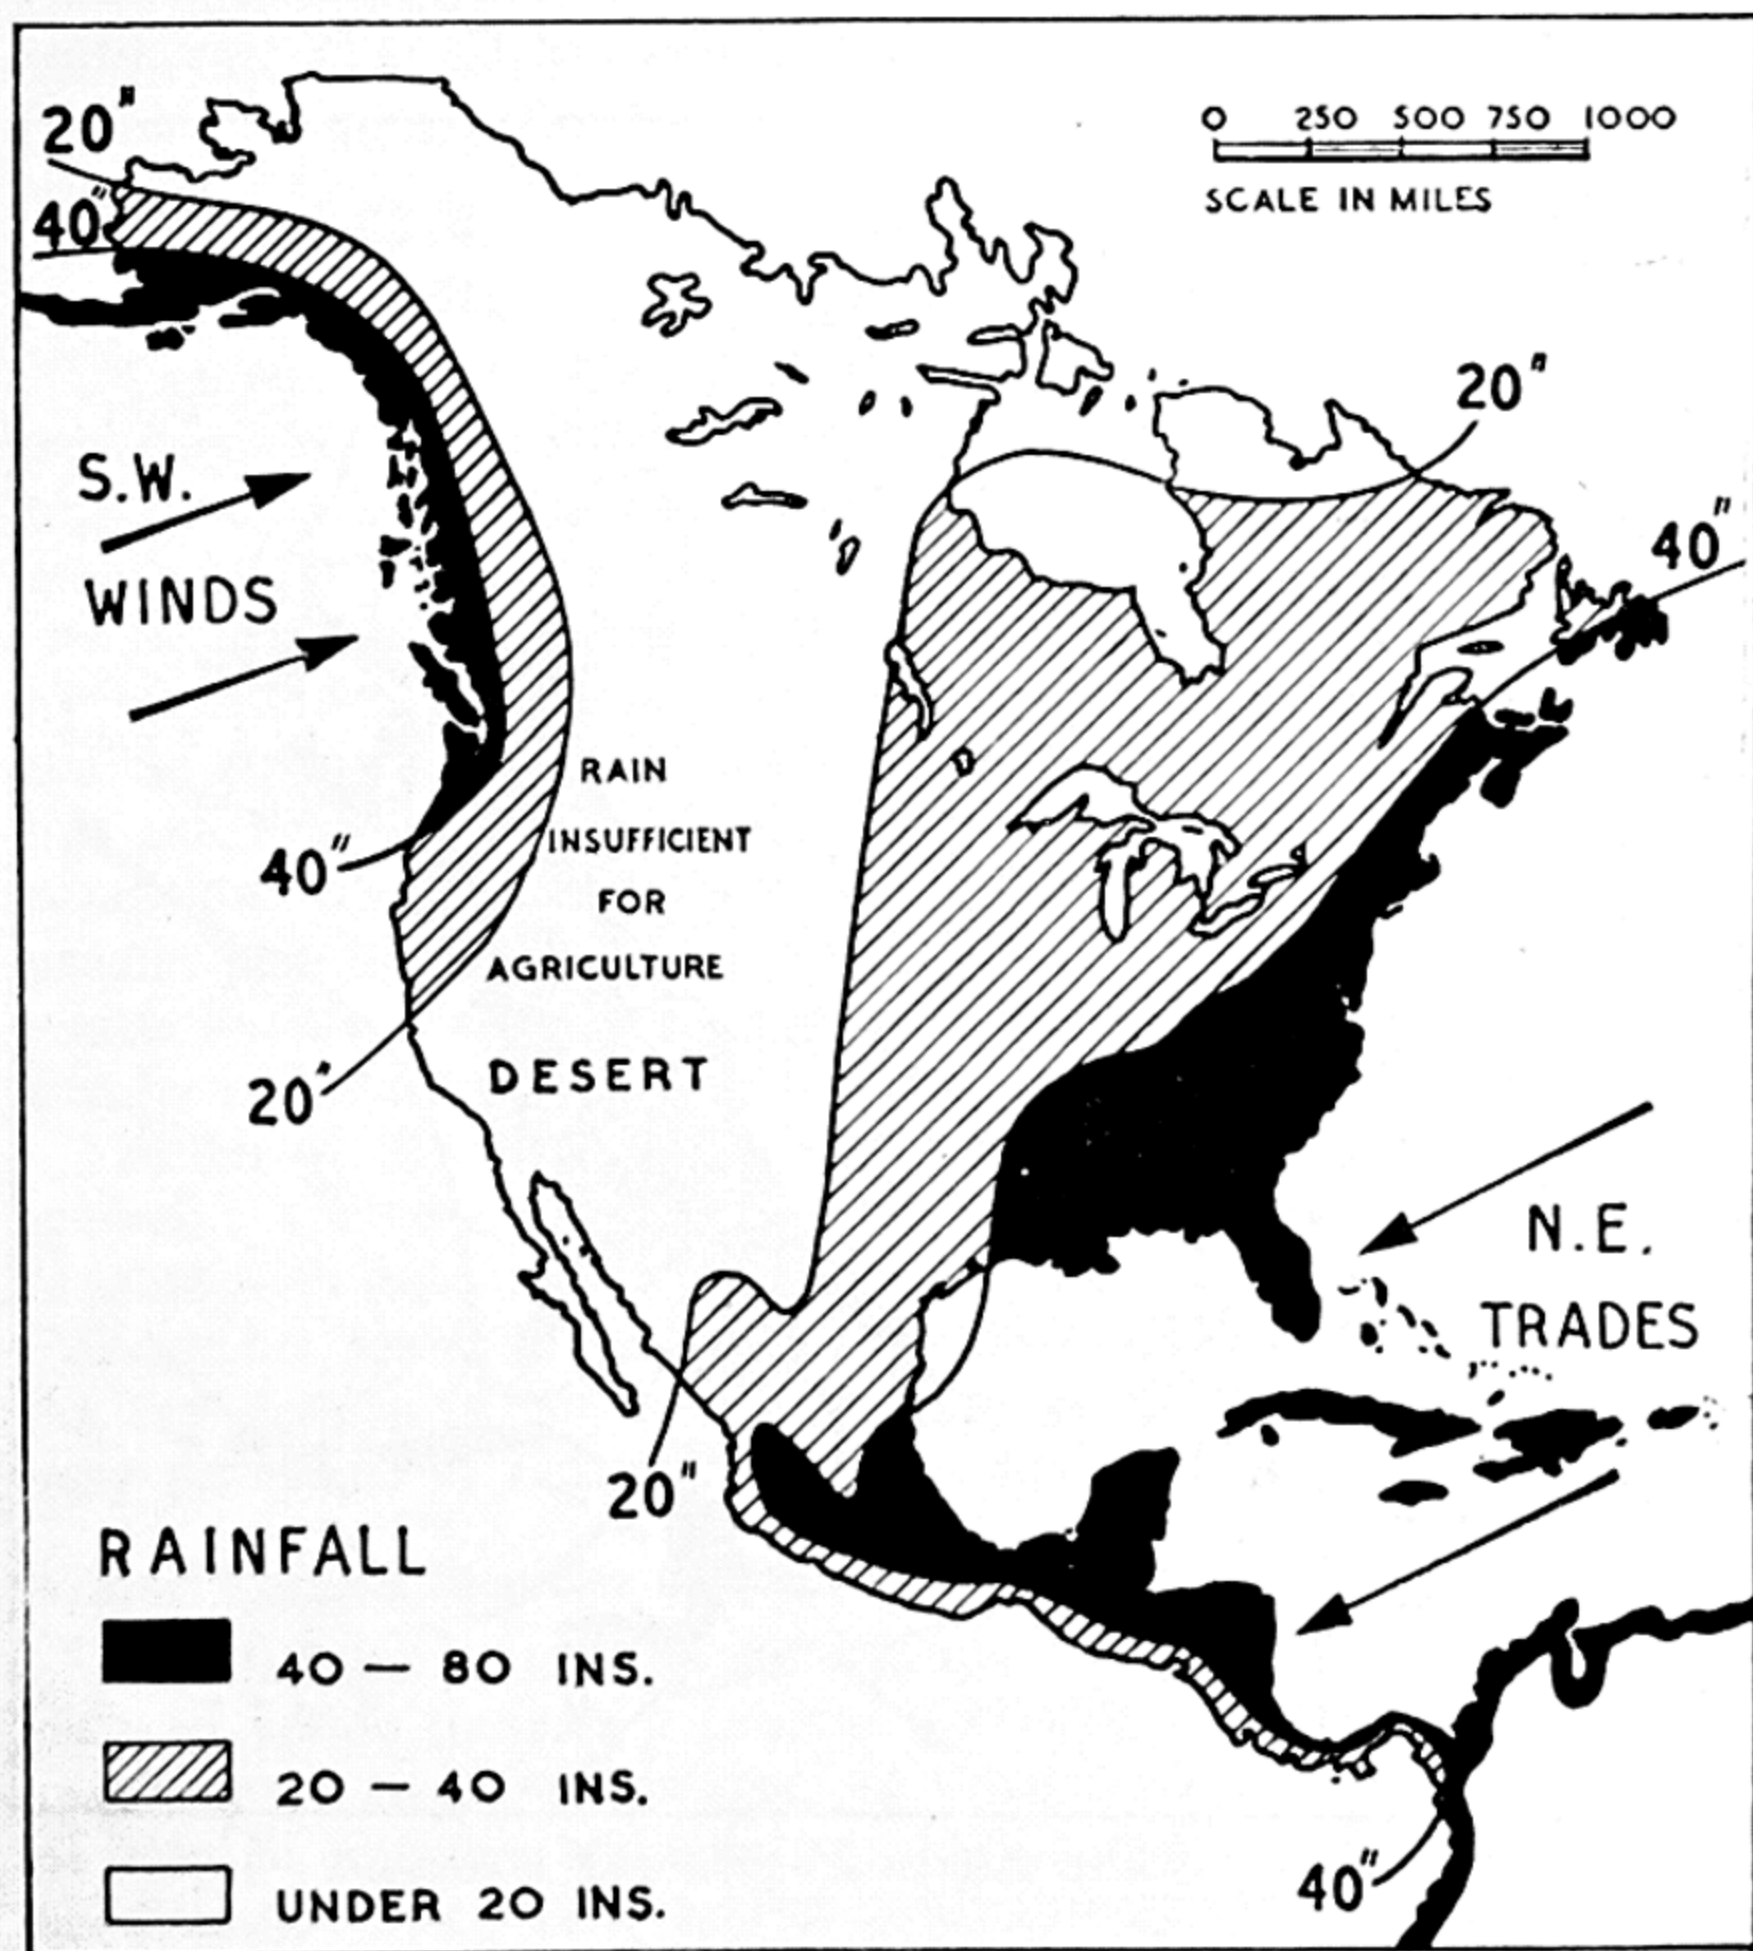 20"
40"
0 250 500 750 1000
SCALE IN MILES
20"
S.W.
WINDS
40"
RAIN
INSUFFICIENT
FOR
AGRICULTURE
40"
DESERT
20"
N.E.
TRADES
20"
RAINFALL
40 — 80 INS.
20 — 40 INS.
UNDER 20 INS.
40"